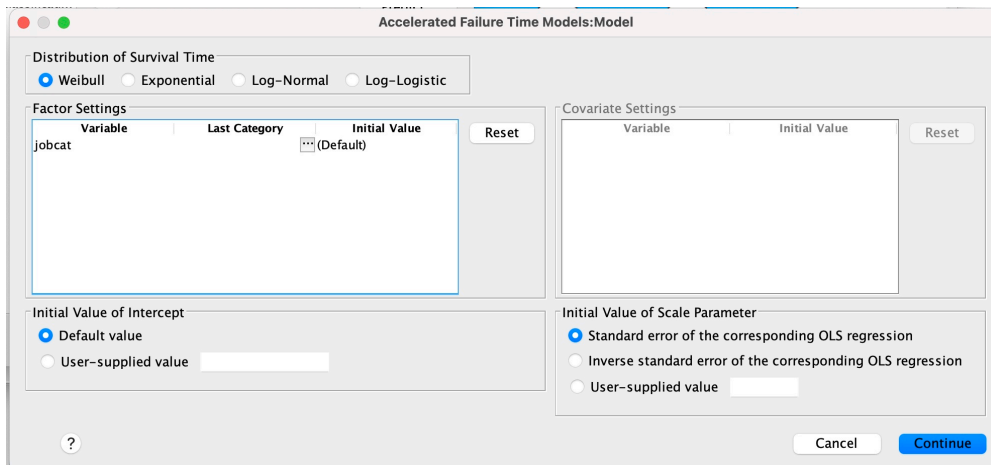 Accelerated Failure Time Models:Model
Distribution of Survival Time
Weibull Exponential Log-Normal Log-Logistic
Factor Settings
Variable Last Category Initial Value
jobcat ... (Default)
Reset
Covariate Settings
Variable Initial Value
Reset
Initial Value of Intercept
Default value
User-supplied value
Initial Value of Scale Parameter
Standard error of the corresponding OLS regression
Inverse standard error of the corresponding OLS regression
User-supplied value
?
Cancel
Continue